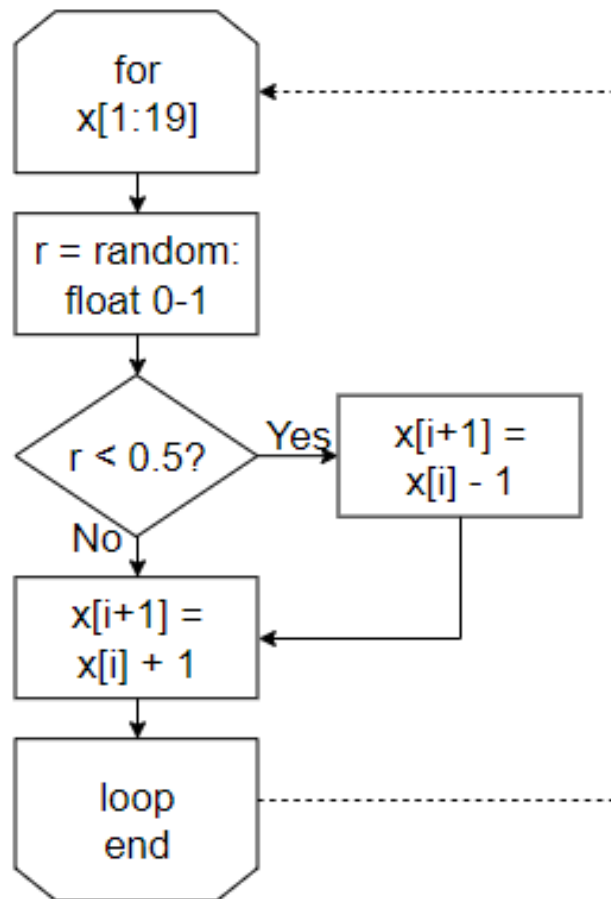 for
x[1:19]
r = random:
float 0-1
r < 0.5?
Yes
x[i+1] =
x[i] - 1
No
x[i+1] =
x[i] + 1
loop
end